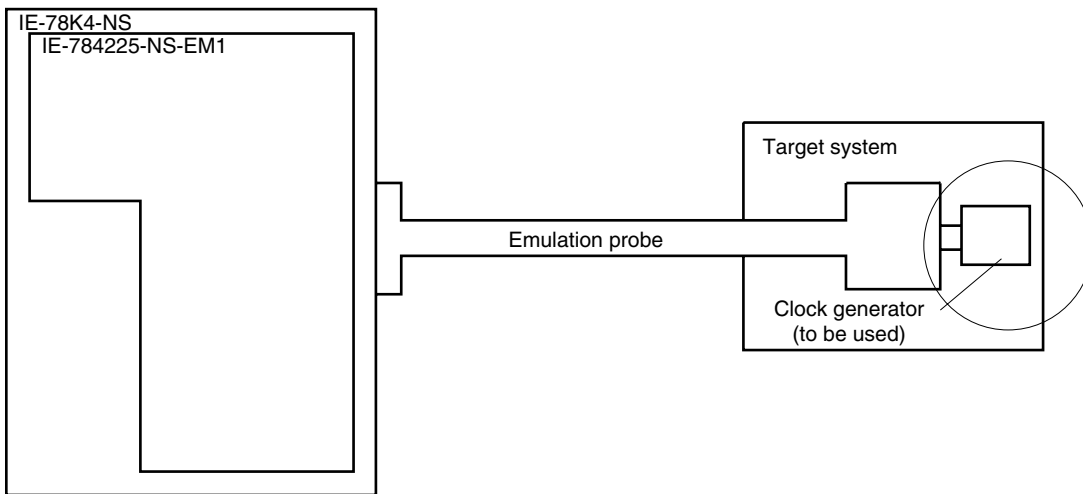 IE-78K4-NS
IE-784225-NS-EM1
Target system
Emulation probe
Clock generator
(to be used)